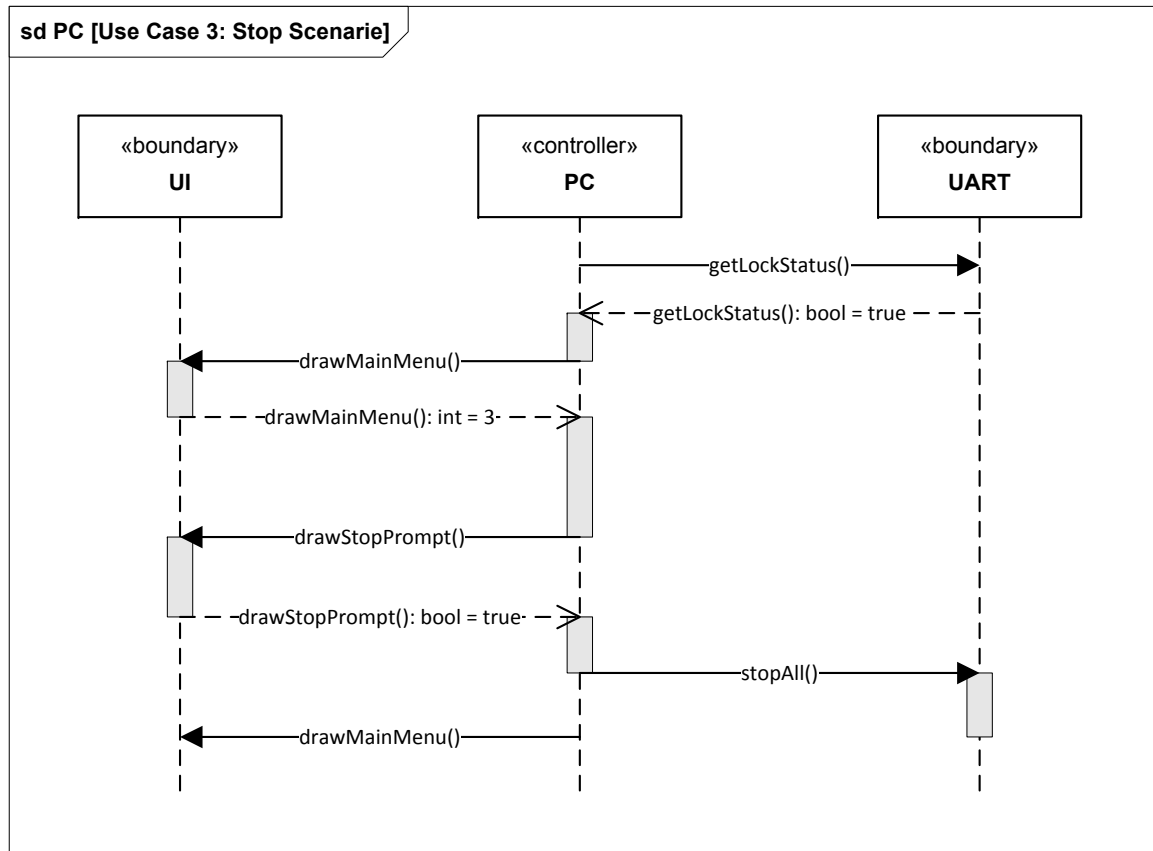 sd PC [Use Case 3: Stop Scenarie]
«boundary»
UI
«controller»
PC
«boundary»
UART
getLockStatus()
getLockStatus(): bool = true
drawMainMenu()
drawMainMenu(): int = 3
drawStopPrompt()
drawStopPrompt(): bool = true
stopAll()
drawMainMenu()